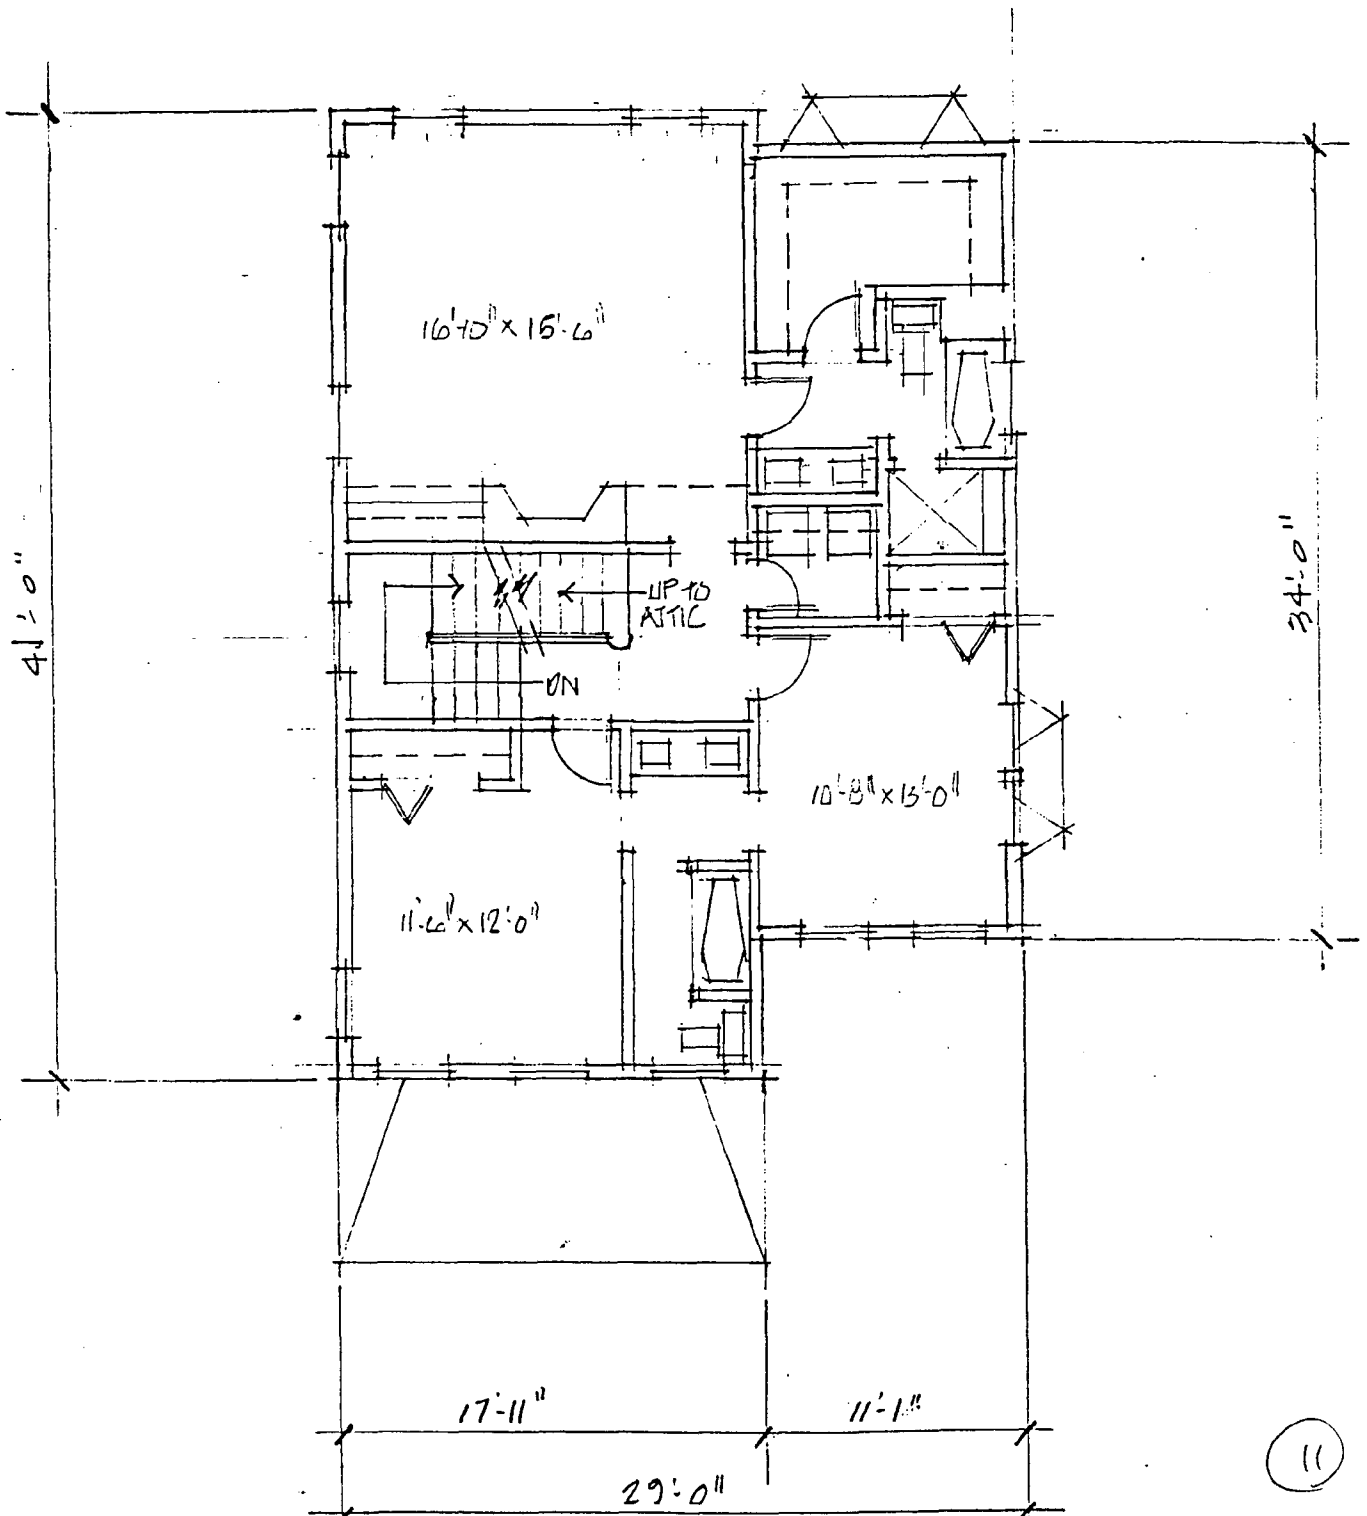 16'-10" x 15'-6"
41'-0"
UP TO
ATTIC
34'-0"
DN
10'-8" x 13'-0"
11'-6" x 12'-0"
17'-11"
11'-1"
29'-0"
11